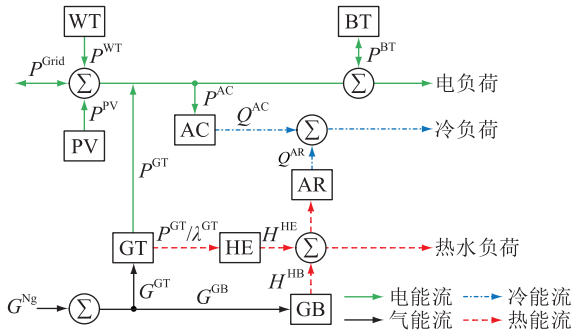 WT
BT
P^Grid
P^WT
P^BT
∑
∑
电负荷
P^PV
P^AC
Q^AC
PV
AC
∑
冷负荷
Q^AR
P^GT
AR
GT
P^GT/λ^GT
HE
H^HE
∑
热水负荷
G^GT
H^HB
G^Ng
∑
G^GB
GB
电能流
冷能流
气能流
热能流